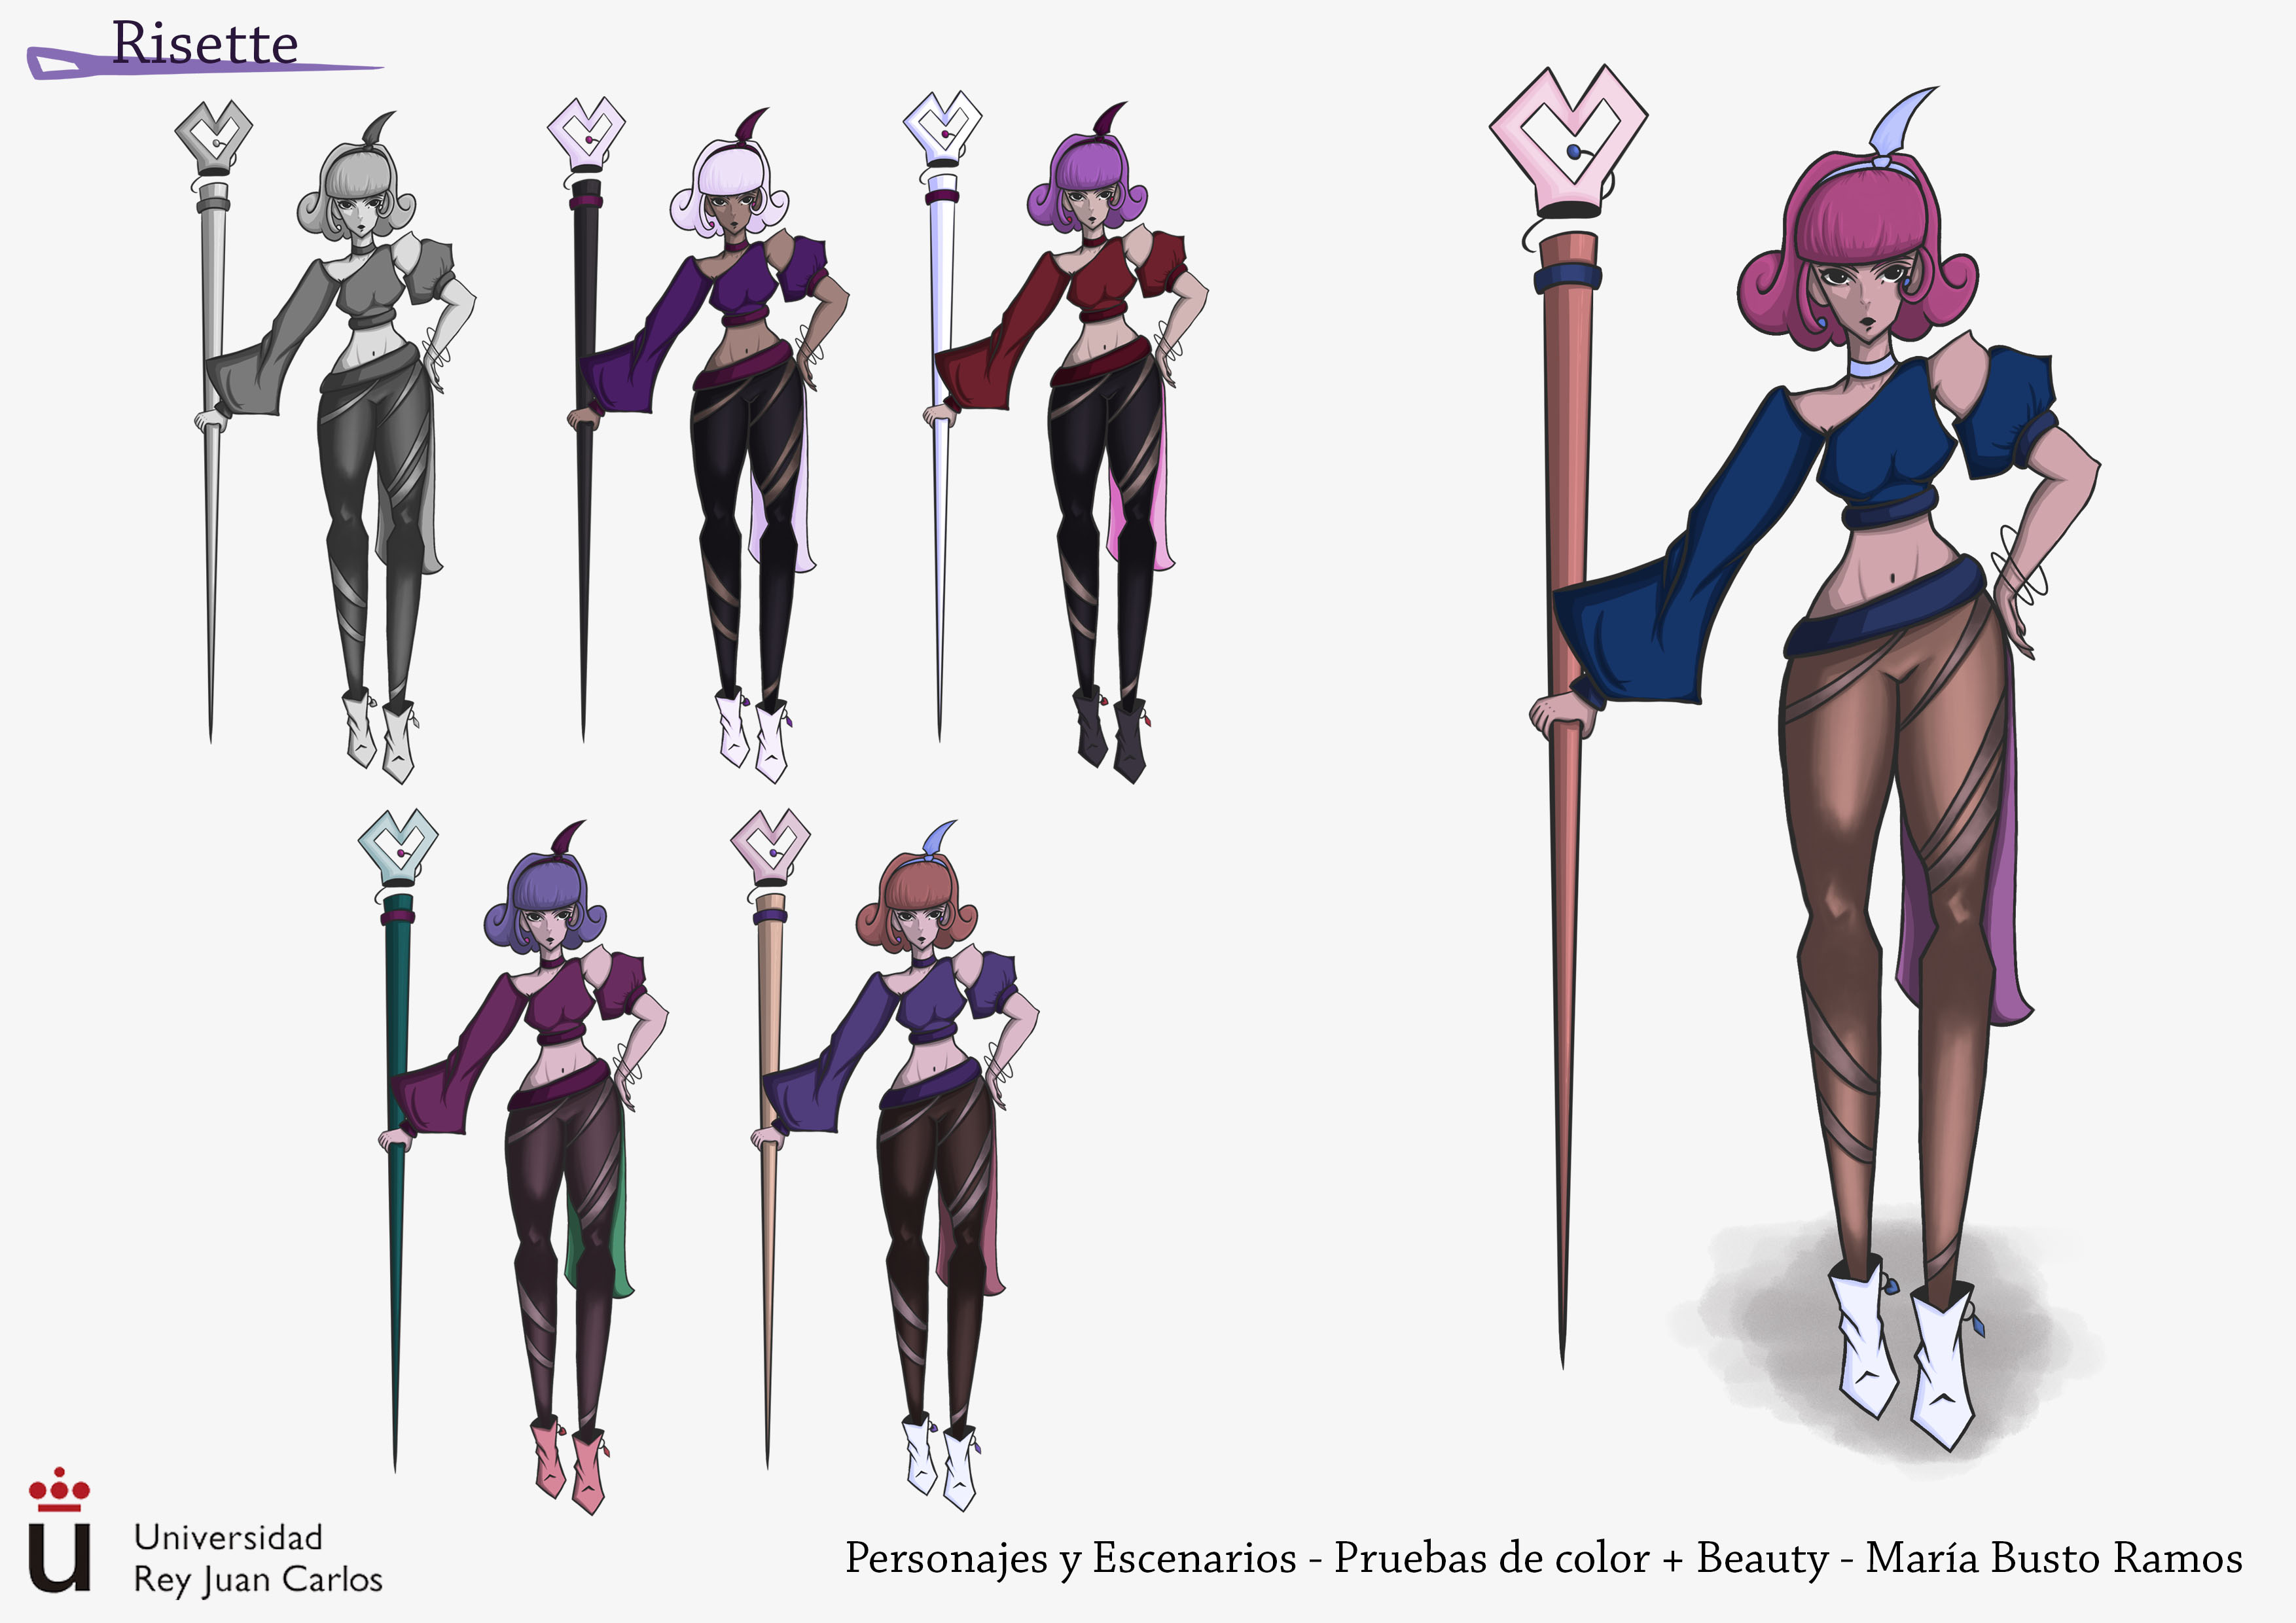 Risette
Universidad
Rey Juan Carlos
Personajes y Escenarios - Pruebas de color + Beauty - María Busto Ramos